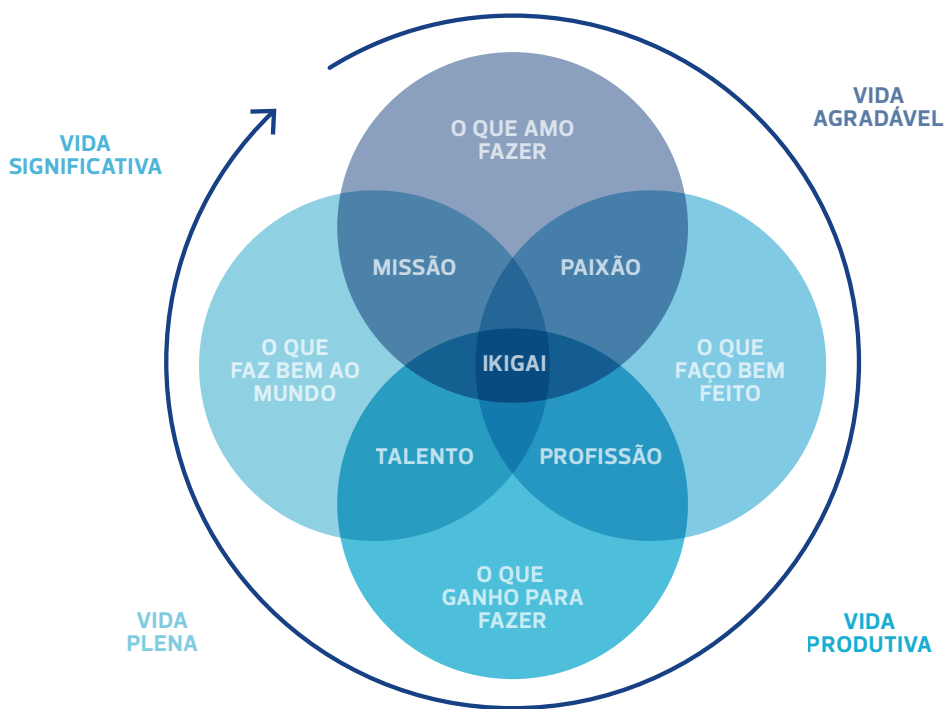 VIDA
AGRADÁVEL
O QUE AMO
FAZER
VIDA
SIGNIFICATIVA
MISSÃO
PAIXÃO
O QUE
FAZ BEM AO
MUNDO
IKIGAI
O QUE
FAÇO BEM
FEITO
TALENTO
PROFISSÃO
O QUE
GANHO PARA
FAZER
VIDA
PLENA
VIDA
PRODUTIVA